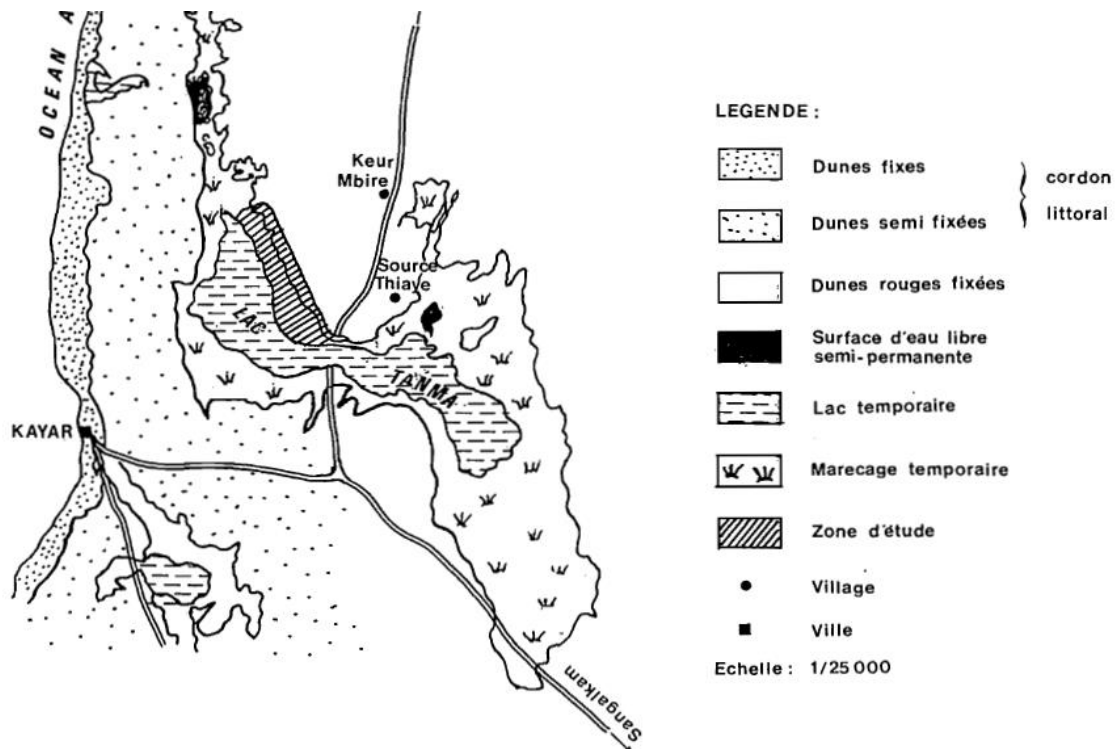 OCEAN A
Keur
Mbire
Source
Thiaye
LAC
TANMA
KAYAR
Sangalkam
LEGENDE :
Dunes fixes
Dunes semi fixées
cordon
littoral
Dunes rouges fixées
Surface d'eau libre
semi-permanente
Lac temporaire
Marecage temporaire
Zone d'étude
Village
Ville
Echelle : 1/25 000